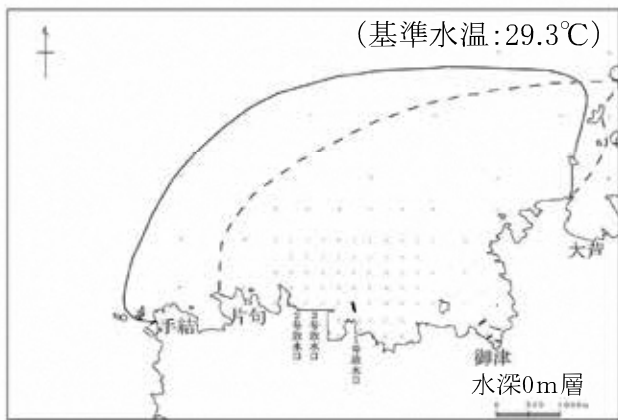 (基準水温:29.3℃)
大芦
手結
片句
3号放水口
2号放水口
1号放水口
御津
水深0m層